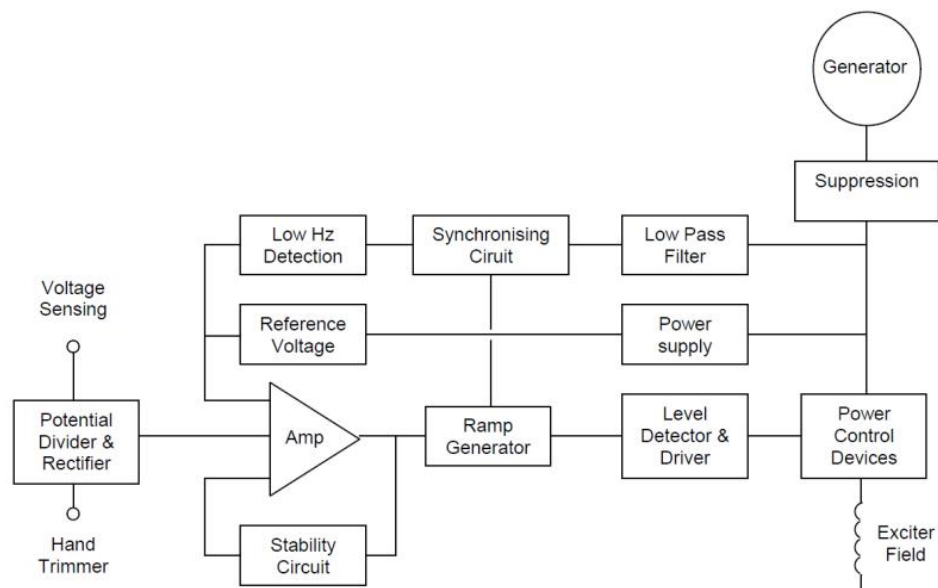 Generator
Suppression
Low Hz
Detection
Synchronising
Ciruit
Low Pass
Filter
Voltage
Sensing
Reference
Voltage
Power
supply
Potential
Divider &
Rectifier
Amp
Ramp
Generator
Level
Detector &
Driver
Power
Control
Devices
Hand
Trimmer
Stability
Circuit
Exciter
Field